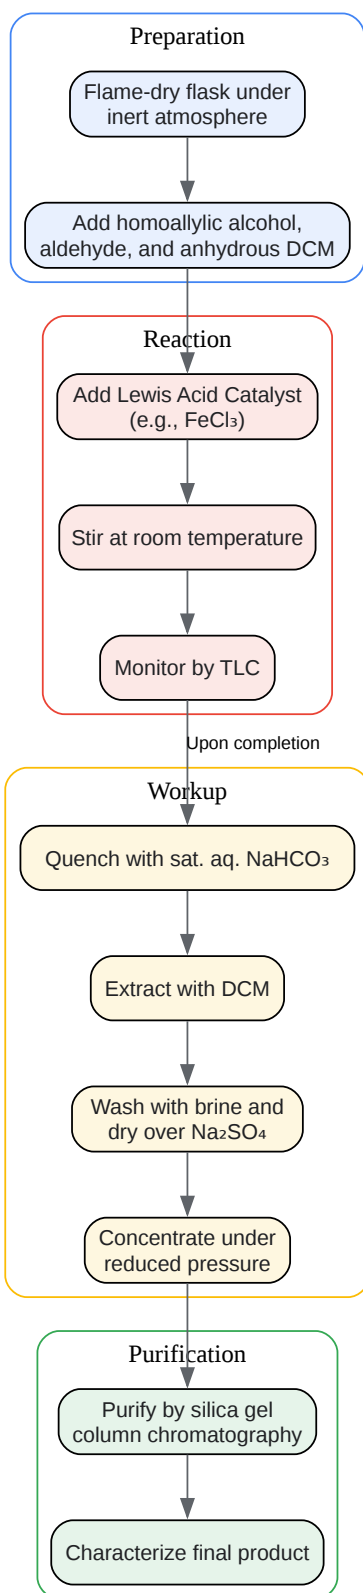 Preparation
Flame-dry flask under
inert atmosphere
Add homoallylic alcohol,
aldehyde, and anhydrous DCM
Reaction
Add Lewis Acid Catalyst
(e.g., FeCl₃)
Stir at room temperature
Monitor by TLC
Upon completion
Workup
Quench with sat. aq. NaHCO₃
Extract with DCM
Wash with brine and
dry over Na₂SO₄
Concentrate under
reduced pressure
Purification
Purify by silica gel
column chromatography
Characterize final product